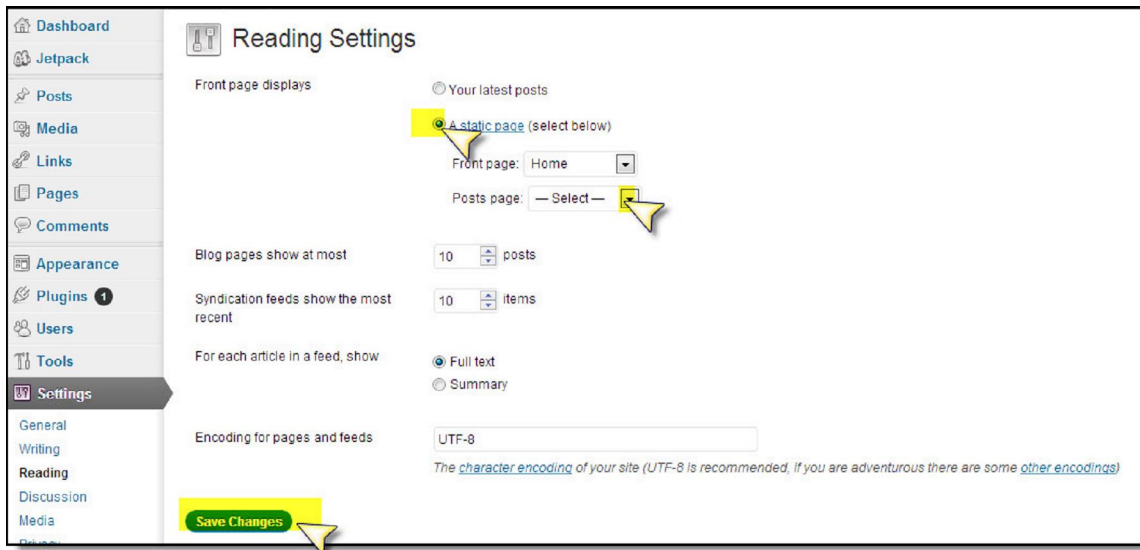 Dashboard
Jetpack
Posts
Media
Links
Pages
Comments
Appearance
Plugins 1
Users
Tools
Settings
General
Writing
Reading
Discussion
Media
Privacy
Reading Settings
Front page displays
Your latest posts
A static page (select below)
Front page: Home
Posts page: — Select —
Blog pages show at most 10 posts
Syndication feeds show the most
recent
10 items
For each article in a feed, show
Full text
Summary
Encoding for pages and feeds
UTF-8
The character encoding of your site (UTF-8 is recommended, if you are adventurous there are some other encodings)
Save Changes